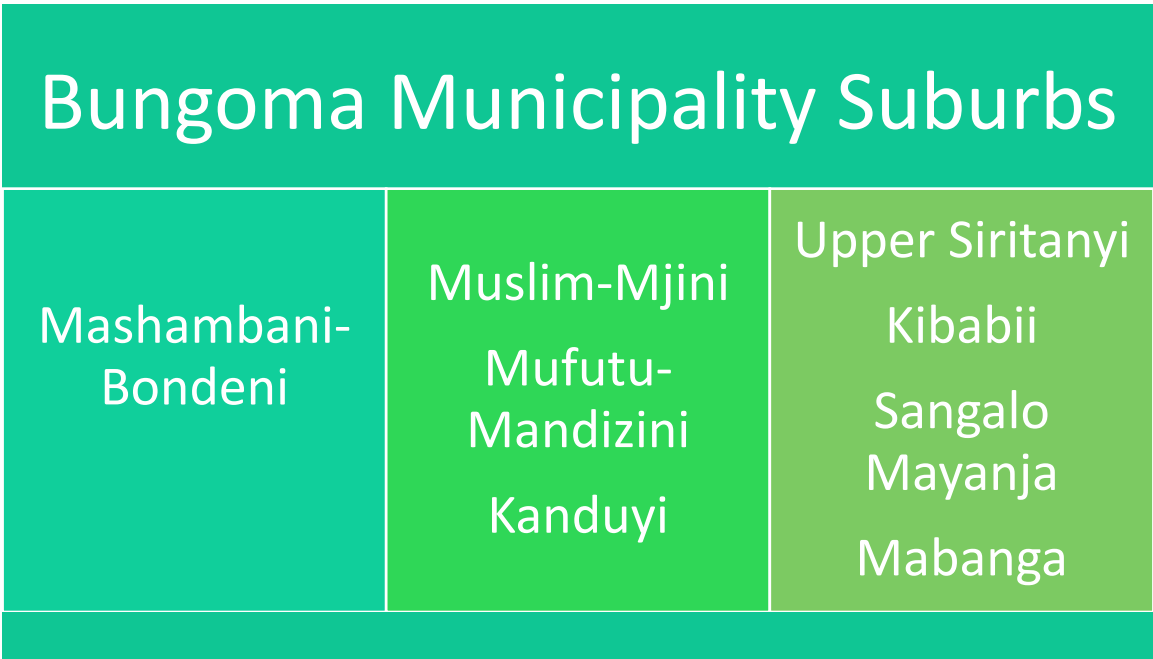 Bungoma Municipality Suburbs
Mashambani-
Bondeni
Muslim-Mjini
Mufutu-
Mandizini
Kanduyi
Upper Siritanyi
Kibabii
Sangalo
Mayanja
Mabanga